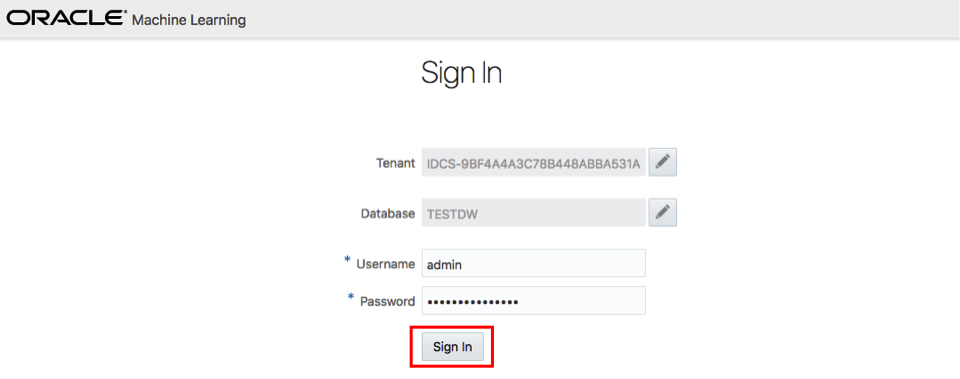 ORACLE® Machine Learning
Sign In
Tenant IDCS-9BF4A4A3C78B448ABBA531A
Database TESTDW
* Username admin
* Password •••••••••••••••
Sign In